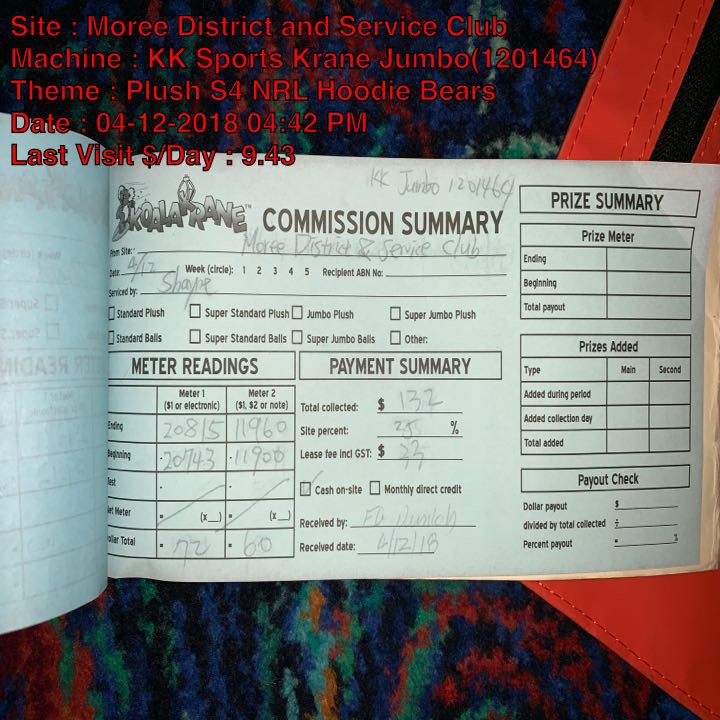 Site : Moree District and Service Club
Machine : KK Sports Krane Jumbo(1201464)
Theme : Plush S4 NRL Hoodie Bears
Date : 04-12-2018 04:42 PM
Last Visit $/Day : 9.43
KK Jumbo 1201464
KOALA KRANE™ COMMISSION SUMMARY
From Site: Moree District & Service Club
Date: 4/12 Week (circle): 1 2 3 4 5 Recipient ABN No:
Serviced by: Shayne
Standard Plush Super Standard Plush Jumbo Plush Super Jumbo Plush
Standard Balls Super Standard Balls Super Jumbo Balls Other:
METER READINGS
Meter 1 Meter 2
($1 or electronic) ($1, $2 or note)
Ending 20815 11960
Beginning 20743 11900
Test
Net Meter = (x ) = (x )
Dollar Total = 72 = 60
PAYMENT SUMMARY
Total collected: $ 132
Site percent: 25 %
Lease fee incl GST: $ 33
Cash on-site Monthly direct credit
Received by:
Received date: 4/12/18
PRIZE SUMMARY
Prize Meter
Ending
Beginning
Total payout
Prizes Added
Type Main Second
Added during period
Added collection day
Total added
Payout Check
Dollar payout $
divided by total collected ÷
Percent payout = %